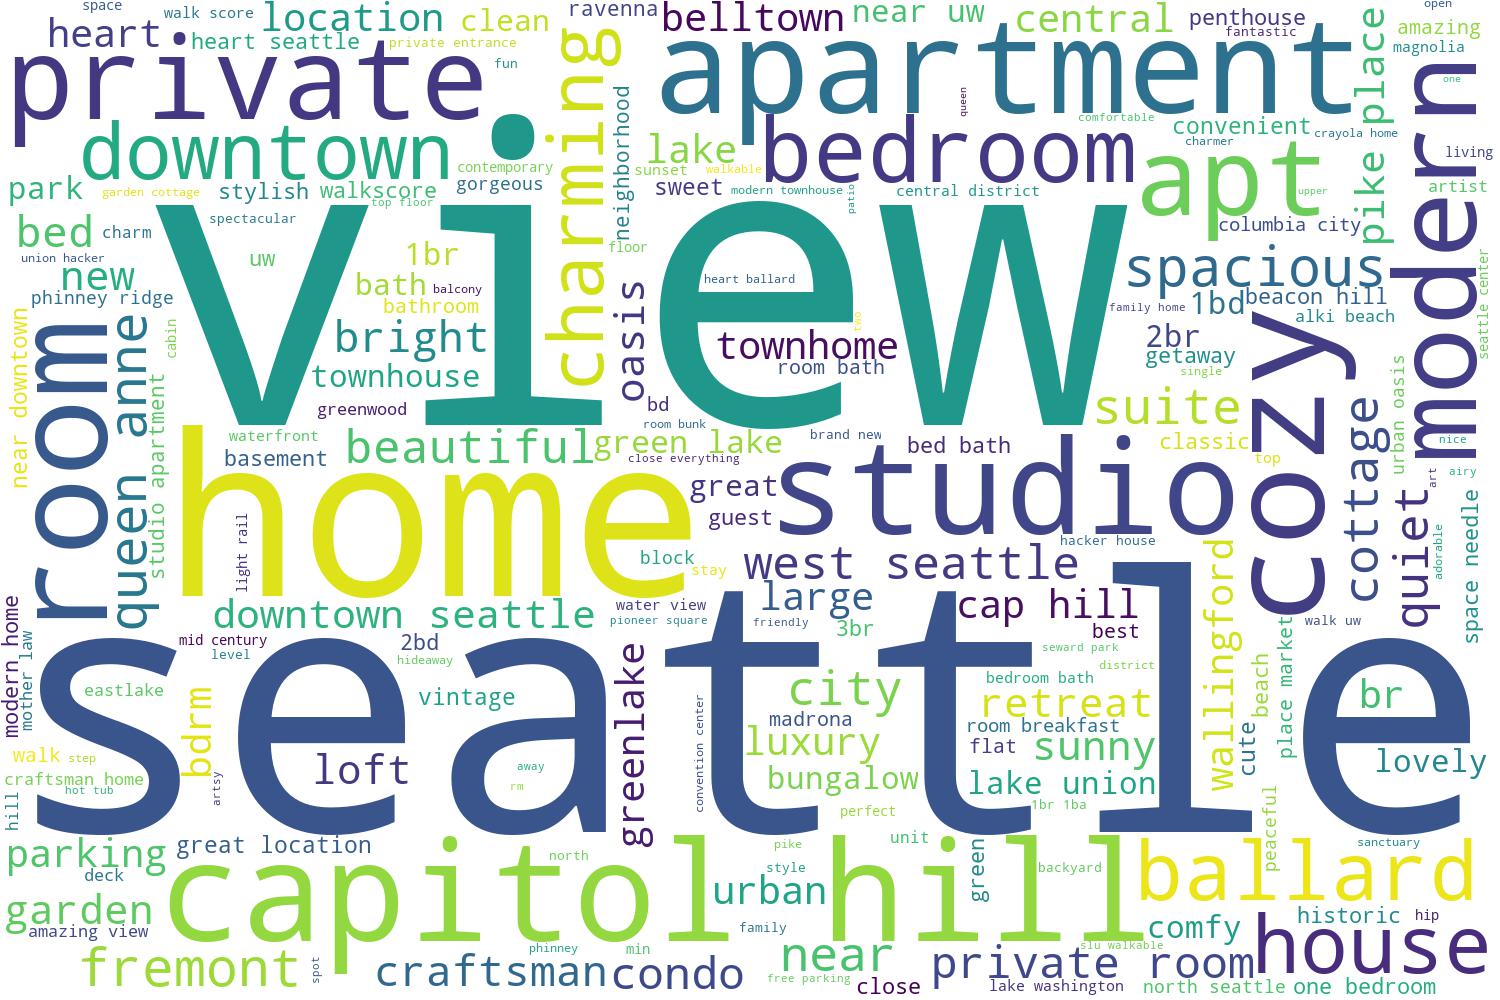 space
walk score
location
clean
ravenna
belltown
near uw
central
penthouse
fantastic
open
amazing
heart
heart seattle
private entrance
magnolia
private
fun
charming
apartment
pike place
modern
one
queen
comfortable
convenient
crayola home
downtown
contemporary
neighborhood
lake
bedroom
charmer
apt
living
park
garden cottage
stylish
walkscore
gorgeous
sunset
walkable
sweet
modern townhouse
patio
central district
upper
artist
top floor
bed
charm
spectacular
view
columbia city
union hacker
uw
1br
floor
new
bath
balcony
heart ballard
spacious
seattle center
phinney ridge
bathroom
oasis
family home
1bd
beacon hill
near downtown
room
queen anne
cabin
bright
two
townhome
2br
alki beach
townhouse
room bath
getaway
single
cozy
greenwood
bd
suite
cottage
urban oasis
studio apartment
waterfront
beautiful
green lake
room bunk
brand new
bed bath
classic
nice
basement
close everything
top
home
great
studio
quiet
art
airy
guest
light rail
block
stay
west seattle
hacker house
adorable
space needle
downtown seattle
water view
pioneer square
large
friendly
cap hill
wallingford
modern home
mother law
mid century
level
2bd
hideaway
3br
best
walk uw
seattle
greenlake
seward park
district
eastlake
bdrm
vintage
city
bedroom bath
retreat
beach
place market
br
convention center
madrona
room breakfast
walk
step
loft
away
luxury
flat
sunny
cute
lovely
craftsman home
hot tub
artsy
rm
bungalow
lake union
hill
perfect
1br 1ba
peaceful
parking
great location
north
pike
unit
green
sanctuary
deck
capitol hill
style
backyard
ballard
garden
urban
amazing view
family
comfy
historic
hip
fremont
spot
phinney
min
near
slu walkable
house
craftsman
condo
free parking
close
private room
lake washington
north seattle
one bedroom